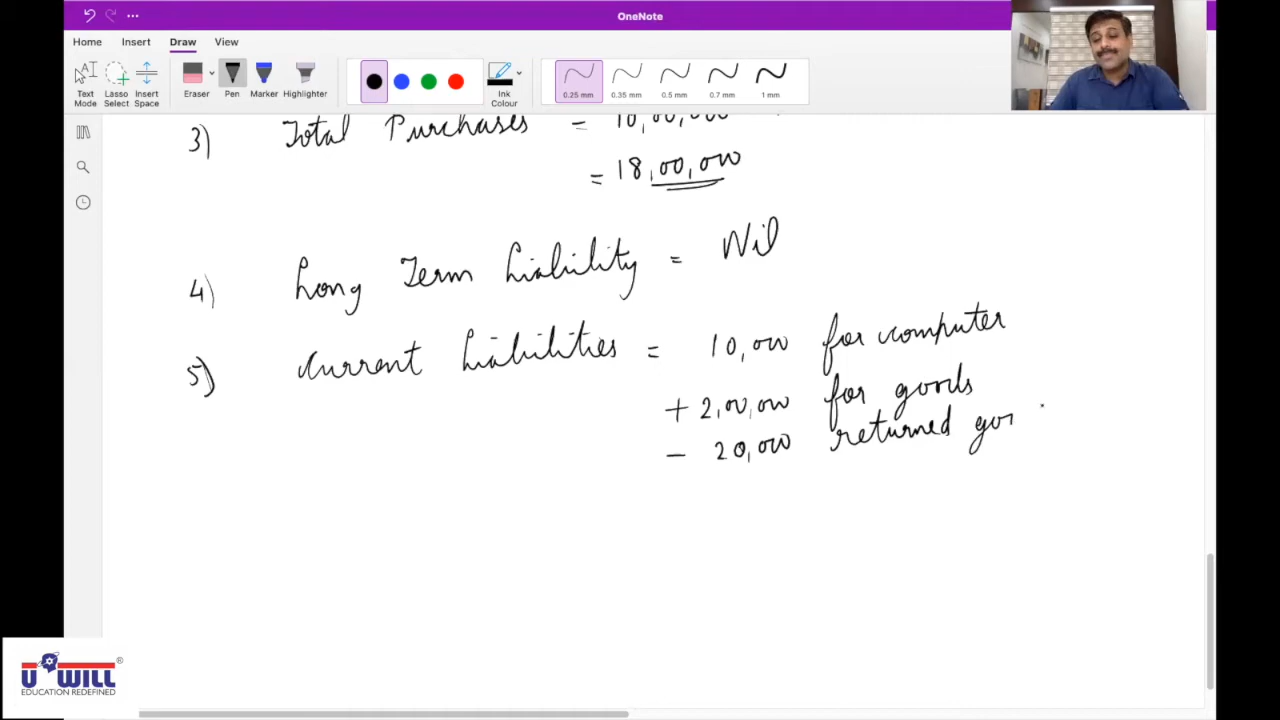 OneNote
Home Insert Draw View
Text Mode Lasso Select Insert Space Eraser Pen Marker Highlighter Ink Colour 0.25 mm 0.35 mm 0.5 mm 0.7 mm 1 mm
3) Total Purchases = 10,00,000
= 18,00,000
4) Long Term Liability = Nil
5) Current Liabilities = 10,000 for computer
+ 2,00,000 for goods
- 20,000 returned
U WILL ®
EDUCATION REDEFINED